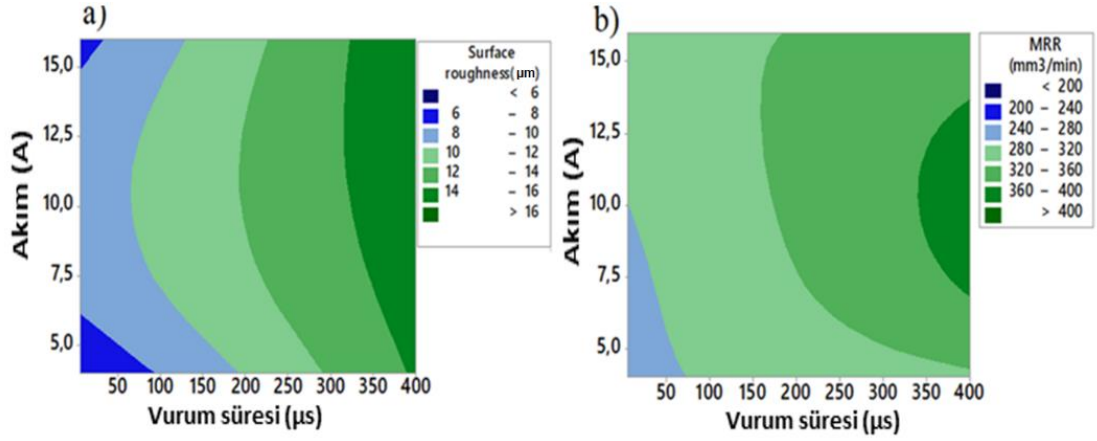 a)
15,0
12,5
10,0
7,5
5,0
Akım (A)
50 100 150 200 250 300 350 400
Vurum süresi (µs)
Surface
roughness(µm)
< 6
6 – 8
8 – 10
10 – 12
12 – 14
14 – 16
> 16
b)
15,0
12,5
10,0
7,5
5,0
Akım (A)
50 100 150 200 250 300 350 400
Vurum süresi (µs)
MRR
(mm3/min)
< 200
200 – 240
240 – 280
280 – 320
320 – 360
360 – 400
> 400